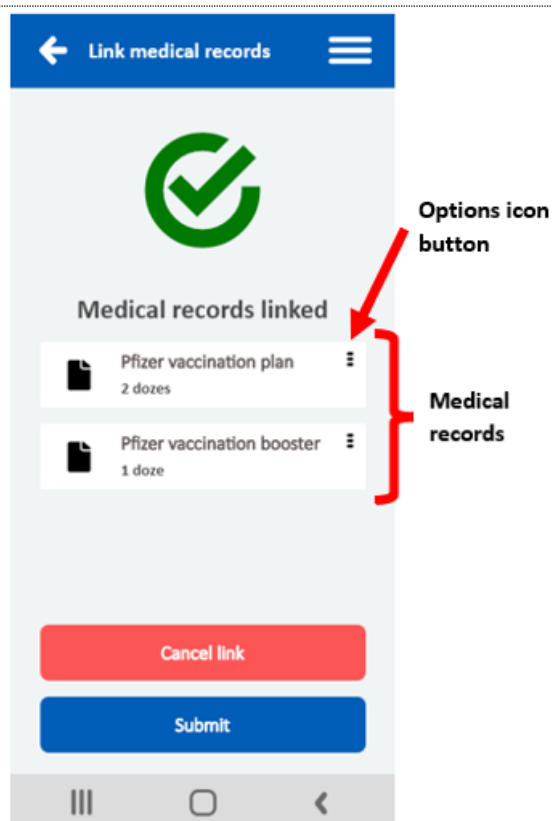 Link medical records
Options icon
button
Medical records linked
Pfizer vaccination plan
2 dozes
Pfizer vaccination booster
1 doze
Medical
records
Cancel link
Submit